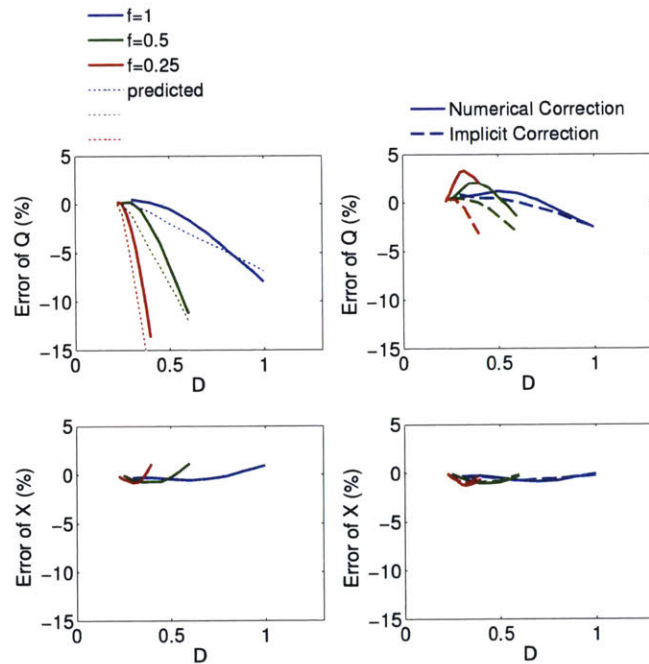 f=1
f=0.5
f=0.25
predicted
Numerical Correction
Implicit Correction
5
0
−5
−10
−15
Error of Q (%)
0
0.5
1
D
5
0
−5
−10
−15
Error of Q (%)
0
0.5
1
D
5
0
−5
−10
−15
Error of X (%)
0
0.5
1
D
5
0
−5
−10
−15
Error of X (%)
0
0.5
1
D